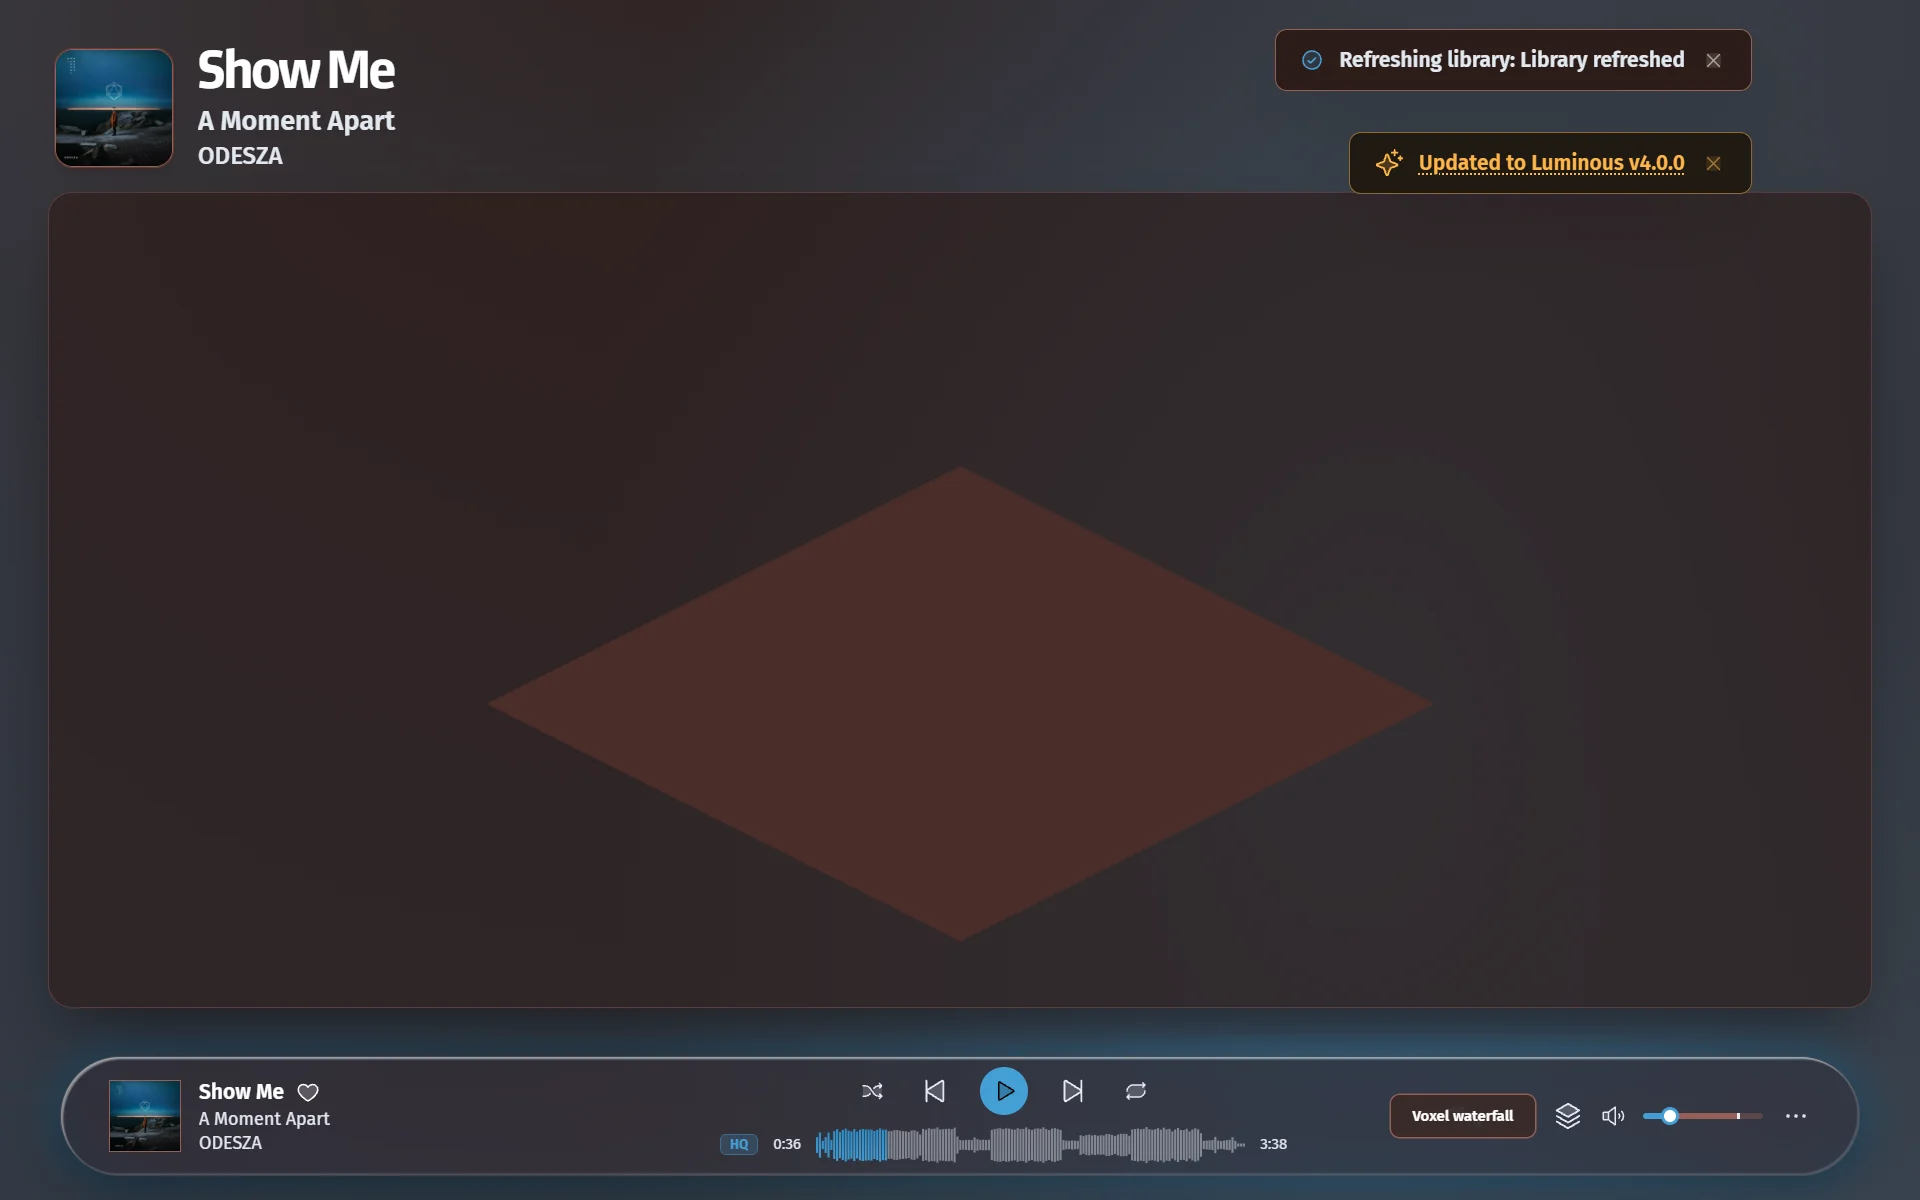 Show Me
A Moment Apart
ODESZA
Refreshing library: Library refreshed
Updated to Luminous v4.0.0
Show Me
A Moment Apart
ODESZA
HQ
0:36
3:38
Voxel waterfall